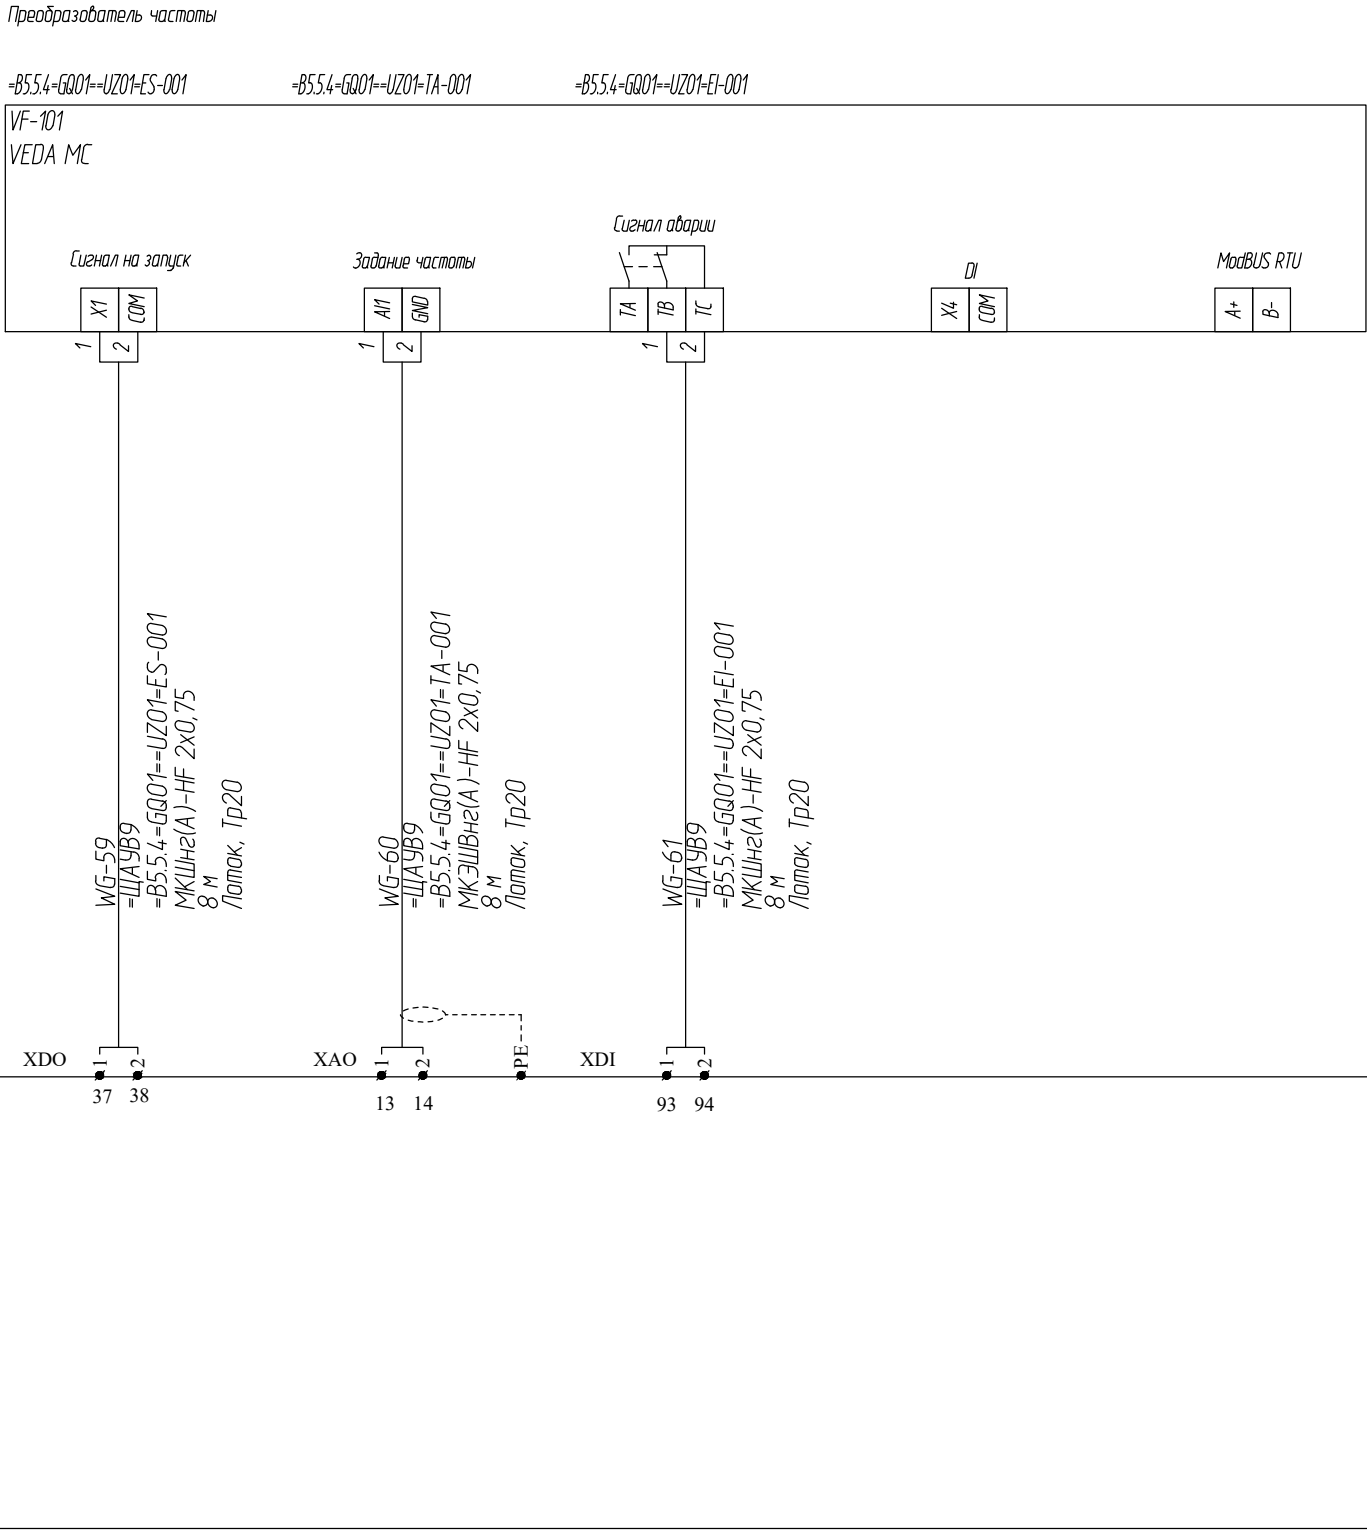 Преобразователь частоты
=B5.5.4=GQ01==UZ01=ES-001
=B5.5.4=GQ01==UZ01=TA-001
=B5.5.4=GQ01==UZ01=EI-001
VF-101
VEDA MC
Сигнал на запуск
Задание частоты
Сигнал аварии
DI
ModBUS RTU
X1
COM
AI1
GND
TA
TB
TC
X4
COM
A+
B-
1
2
1
2
1
2
WG-59
=ЩАУВ9
=B5.5.4=GQ01==UZ01=ES-001
МКШнг(А)-HF 2х0,75
8 м
Лоток, Тр20
WG-60
=ЩАУВ9
=B5.5.4=GQ01==UZ01=TA-001
МКЭШВнг(А)-HF 2х0,75
8 м
Лоток, Тр20
WG-61
=ЩАУВ9
=B5.5.4=GQ01==UZ01=EI-001
МКШнг(А)-HF 2х0,75
8 м
Лоток, Тр20
XDO
1
2
XAO
1
2
PE
XDI
1
2
37
38
13
14
93
94